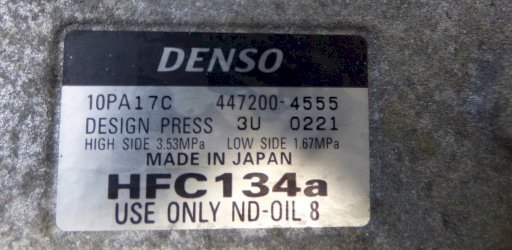 DENSO
10PA17C 447200-4555
DESIGN PRESS 3U 0221
HIGH SIDE 3.53MPa LOW SIDE 1.67MPa
MADE IN JAPAN
HFC134a
USE ONLY ND-OIL 8